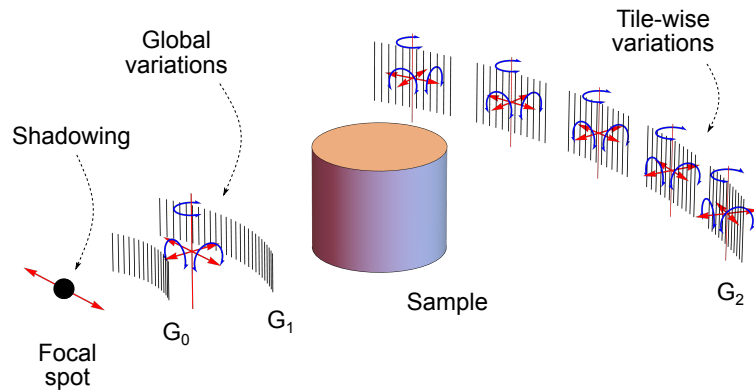 Global
variations
Tile-wise
variations
Shadowing
Sample
G₀
G₁
G₂
Focal
spot